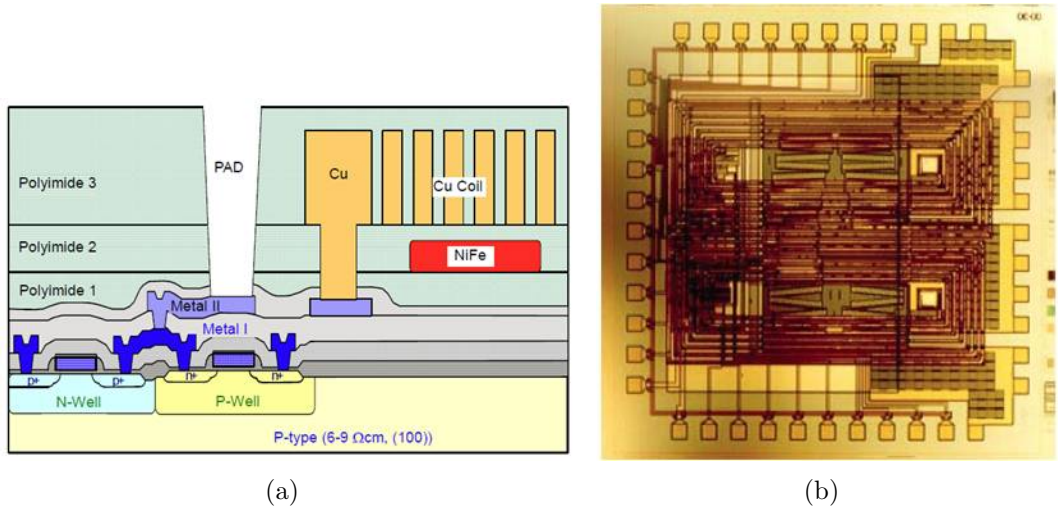 PAD
Cu
Polyimide 3
Cu Coil
Polyimide 2
NiFe
Polyimide 1
Metal II
Metal I
p+
p+
n+
n+
N-Well
P-Well
P-type (6-9 Ωcm, (100))
(a)
(b)